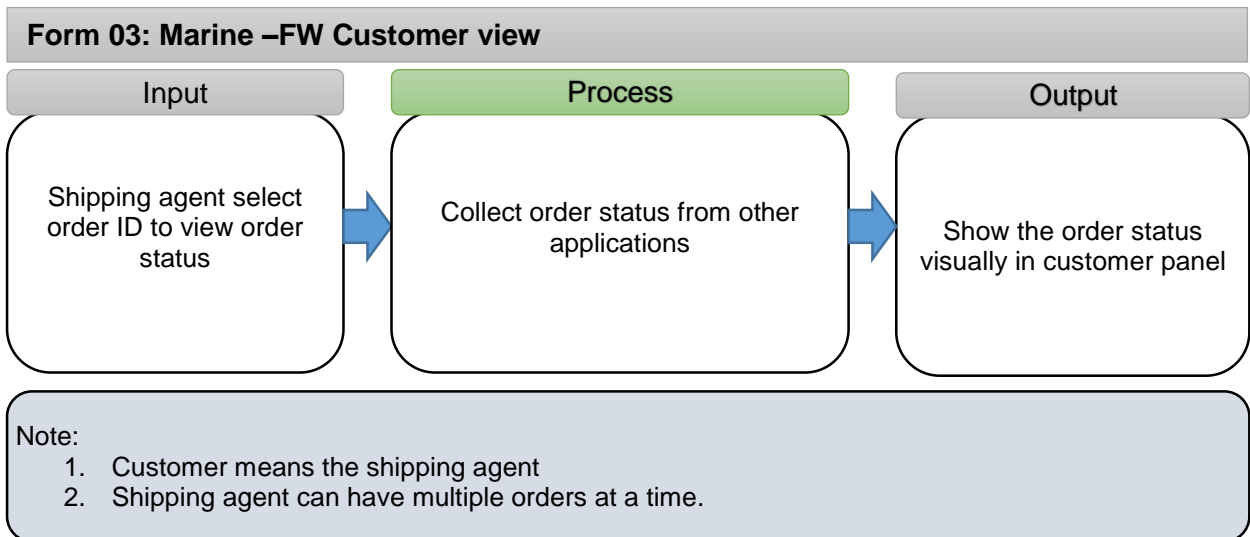 Form 03: Marine –FW Customer view
Input
Process
Output
Shipping agent select
order ID to view order
status
Collect order status from other
applications
Show the order status
visually in customer panel
Note:
1. Customer means the shipping agent
2. Shipping agent can have multiple orders at a time.